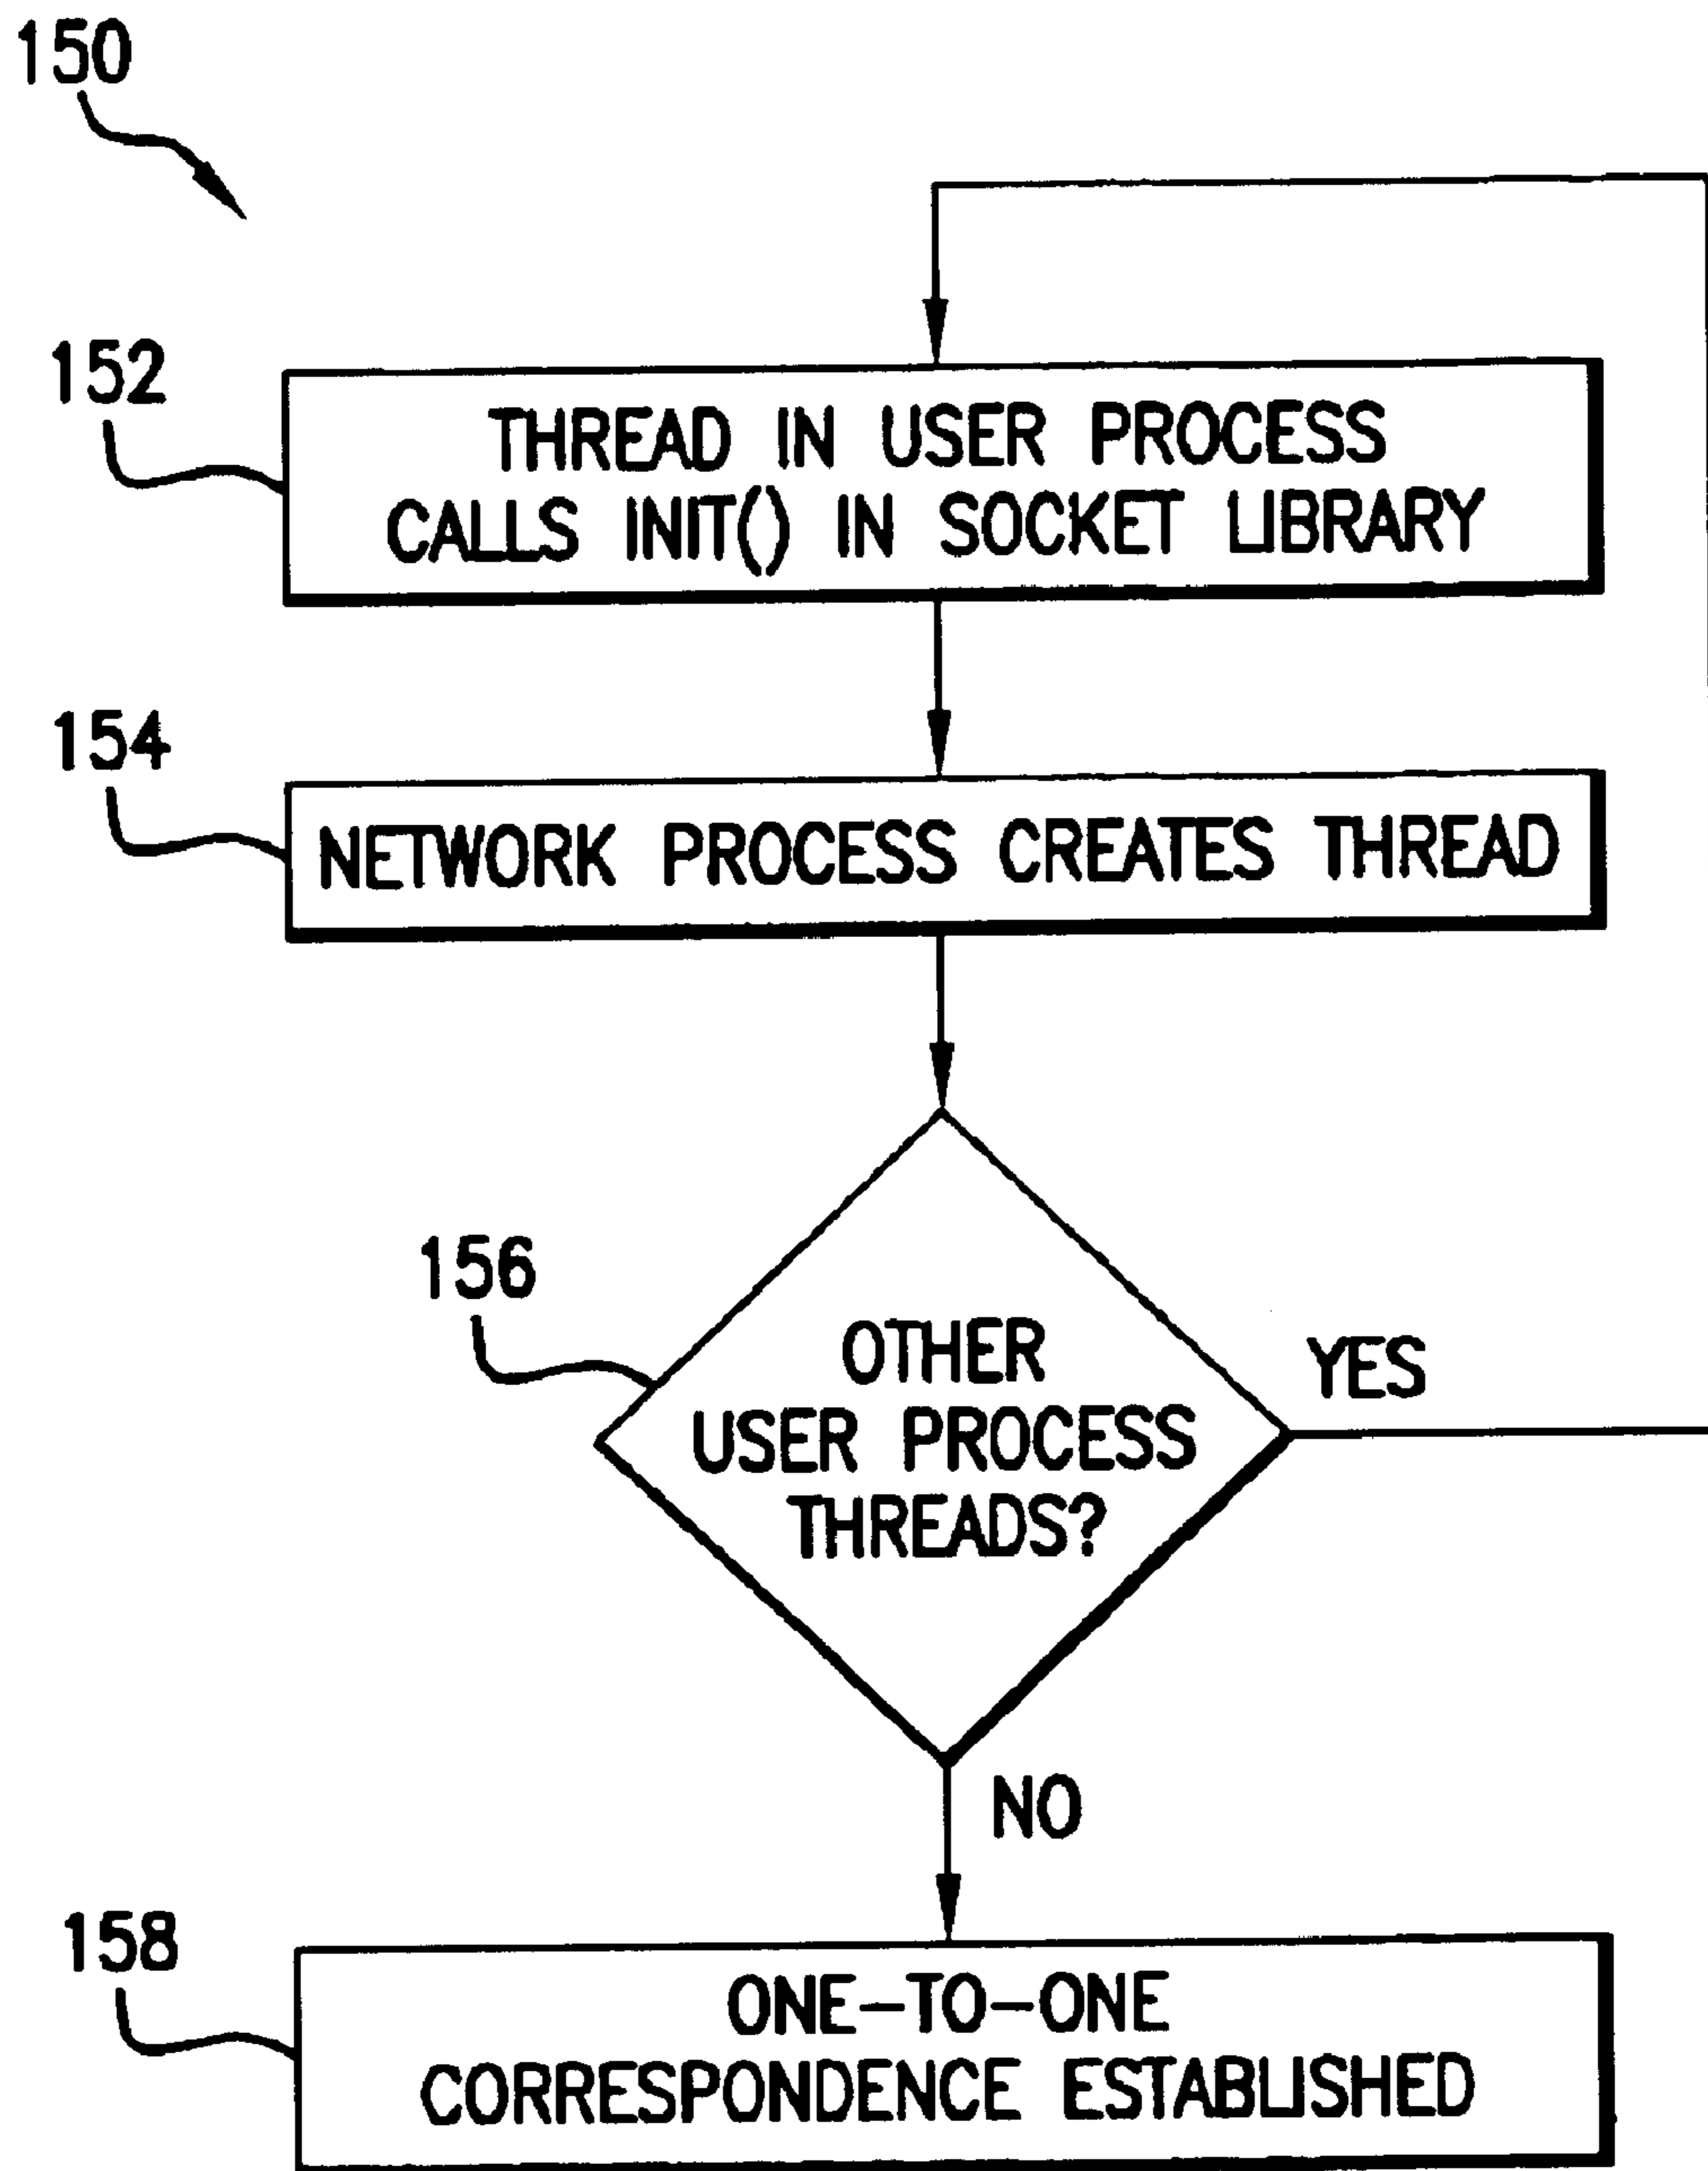 150
152
THREAD IN USER PROCESS
CALLS INIT() IN SOCKET LIBRARY
154
NETWORK PROCESS CREATES THREAD
156
OTHER
USER PROCESS
THREADS?
YES
NO
158
ONE-TO-ONE
CORRESPONDENCE ESTABLISHED